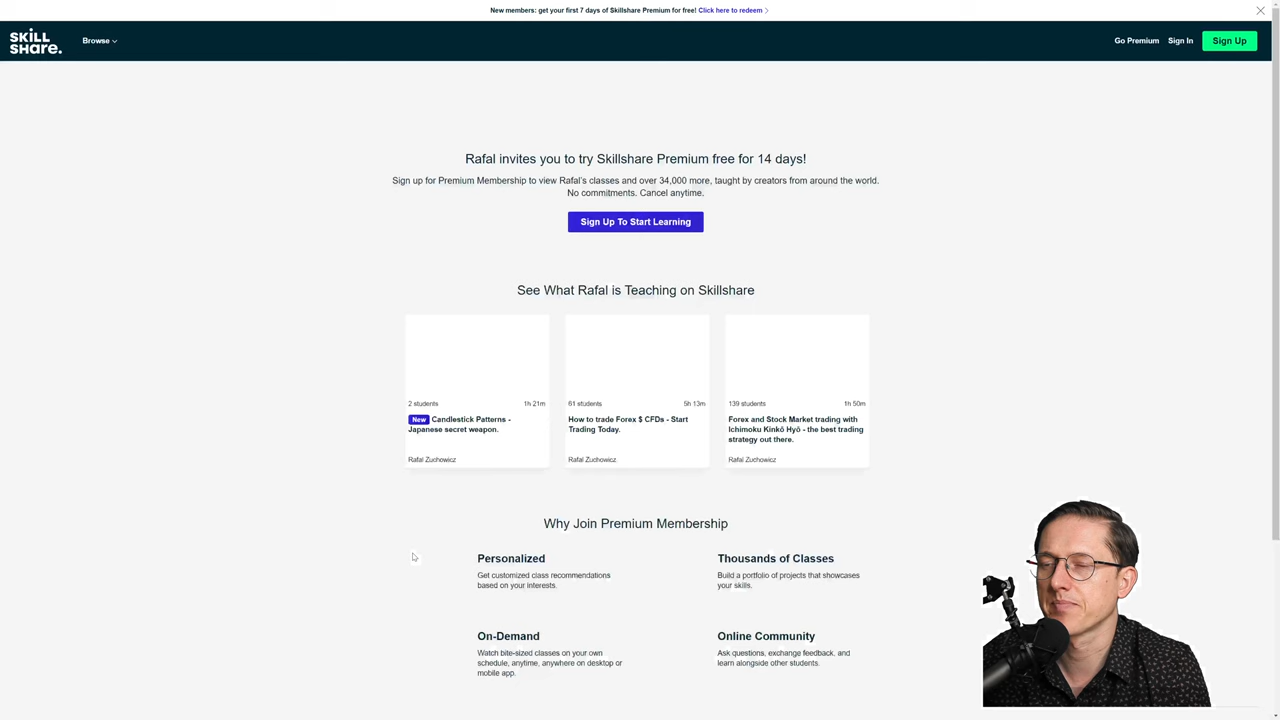 New members: get your first 7 days of Skillshare Premium for free! Click here to redeem
SKILL
SHare.
Browse
Go Premium
Sign In
Sign Up
Rafal invites you to try Skillshare Premium free for 14 days!
Sign up for Premium Membership to view Rafal's classes and over 34,000 more, taught by creators from around the world.
No commitments. Cancel anytime.
Sign Up To Start Learning
See What Rafal is Teaching on Skillshare
2 students 1h 21m
New Candlestick Patterns -
Japanese secret weapon.
Rafal Zuchowicz
61 students 5h 13m
How to trade Forex $ CFDs - Start
Trading Today.
Rafal Zuchowicz
139 students 1h 50m
Forex and Stock Market trading with
Ichimoku Kinkō Hyō - the best trading
strategy out there.
Rafal Zuchowicz
Why Join Premium Membership
Personalized
Get customized class recommendations
based on your interests.
Thousands of Classes
Build a portfolio of projects that showcases
your skills.
On-Demand
Watch bite-sized classes on your own
schedule, anytime, anywhere on desktop or
mobile app.
Online Community
Ask questions, exchange feedback, and
learn alongside other students.